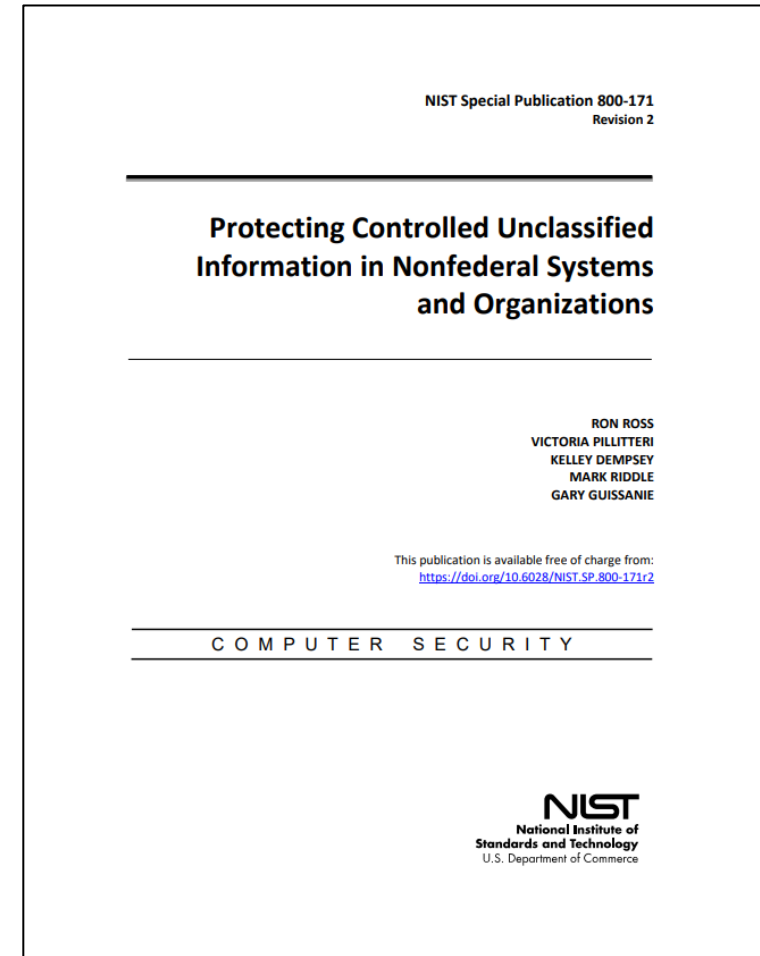 NIST Special Publication 800-171
Revision 2
Protecting Controlled Unclassified
Information in Nonfederal Systems
and Organizations
RON ROSS
VICTORIA PILLITTERI
KELLEY DEMPSEY
MARK RIDDLE
GARY GUISSANIE
This publication is available free of charge from:
https://doi.org/10.6028/NIST.SP.800-171r2
COMPUTER SECURITY
NIST
National Institute of
Standards and Technology
U.S. Department of Commerce